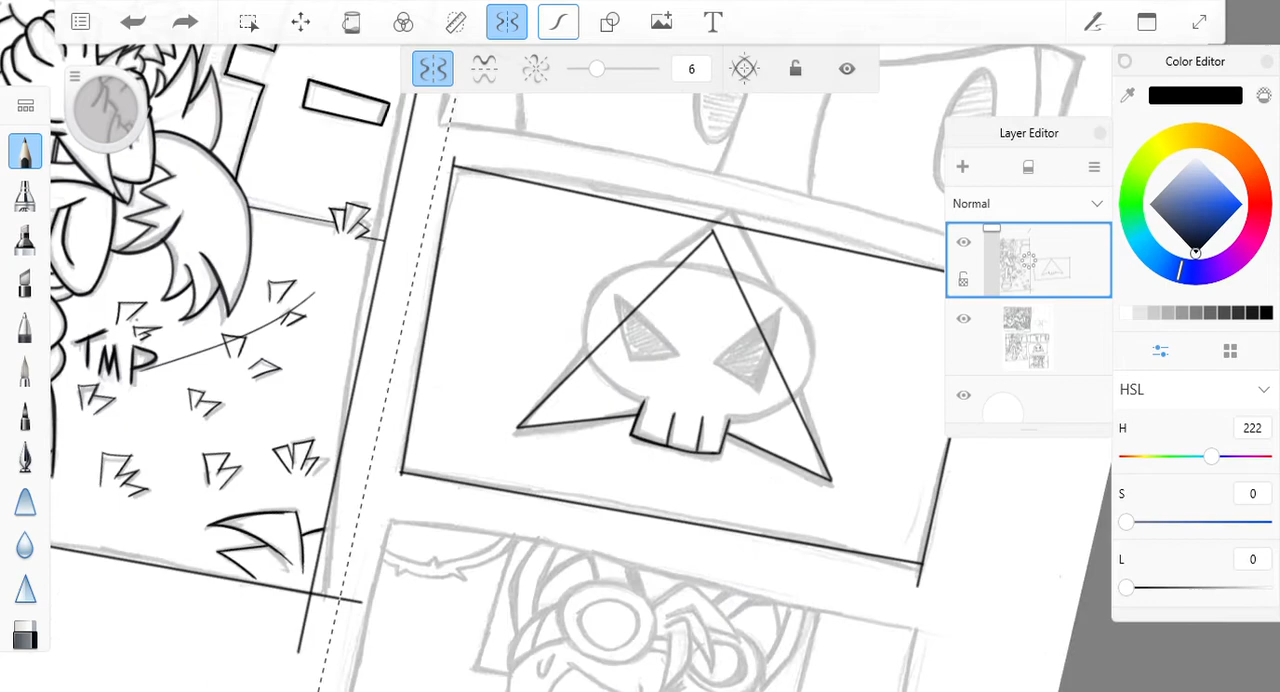 T
6
Color Editor
Layer Editor
Normal
TMP
HSL
H 222
S 0
L 0